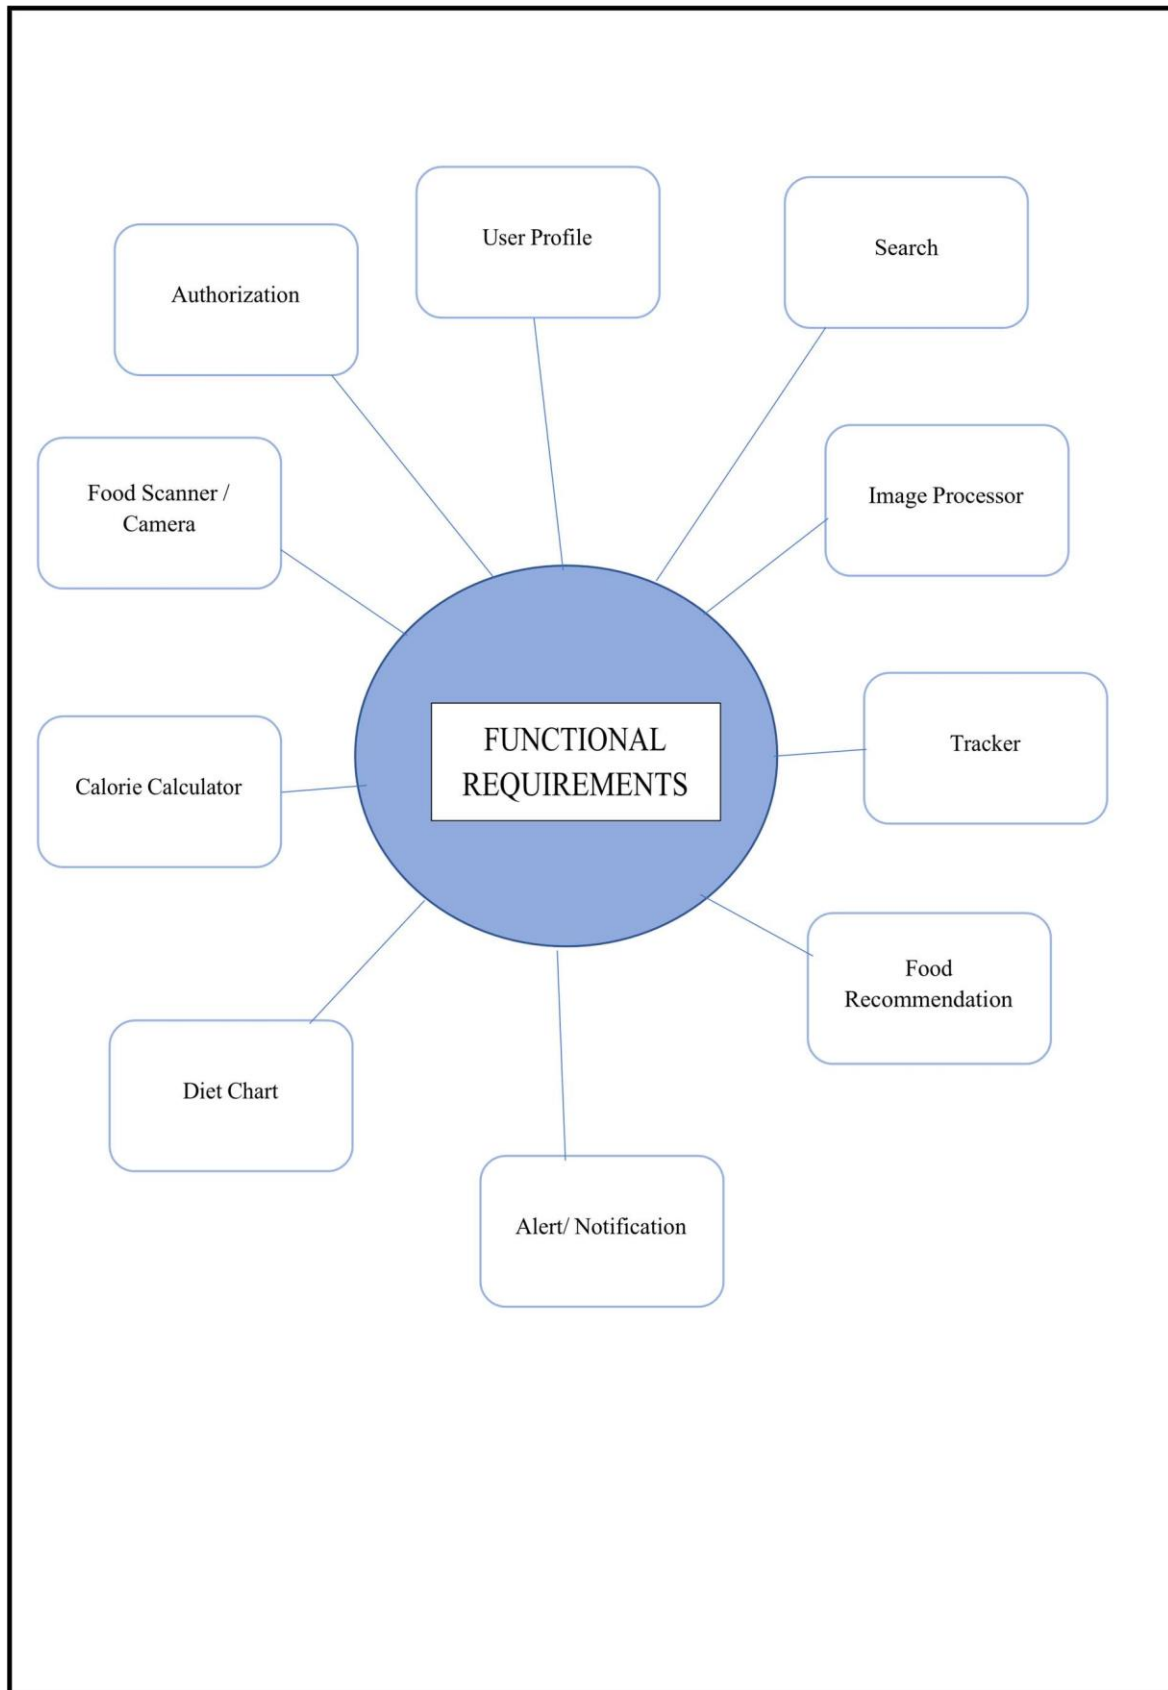 User Profile
Search
Authorization
Food Scanner /
Camera
Image Processor
FUNCTIONAL
REQUIREMENTS
Tracker
Calorie Calculator
Food
Recommendation
Diet Chart
Alert/ Notification